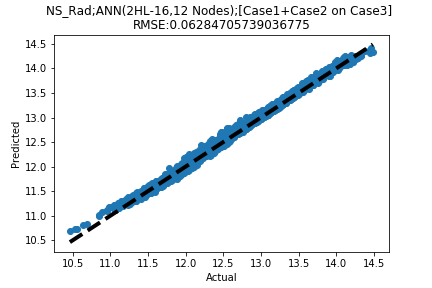 NS_Rad;ANN(2HL-16,12 Nodes);[Case1+Case2 on Case3]
RMSE:0.06284705739036775
14.5
14.0
13.5
13.0
12.5
12.0
11.5
11.0
10.5
Predicted
10.5 11.0 11.5 12.0 12.5 13.0 13.5 14.0 14.5
Actual